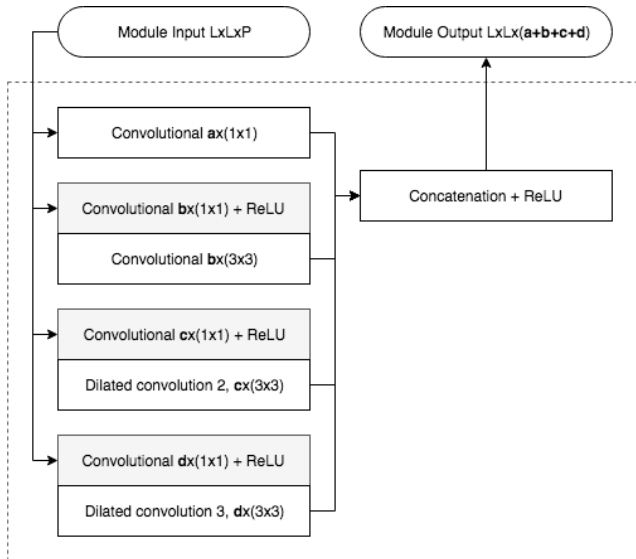 Module Input LxLxP
Module Output LxLx(a+b+c+d)
Convolutional ax(1x1)
Convolutional bx(1x1) + ReLU
Convolutional bx(3x3)
Convolutional cx(1x1) + ReLU
Dilated convolution 2, cx(3x3)
Convolutional dx(1x1) + ReLU
Dilated convolution 3, dx(3x3)
Concatenation + ReLU